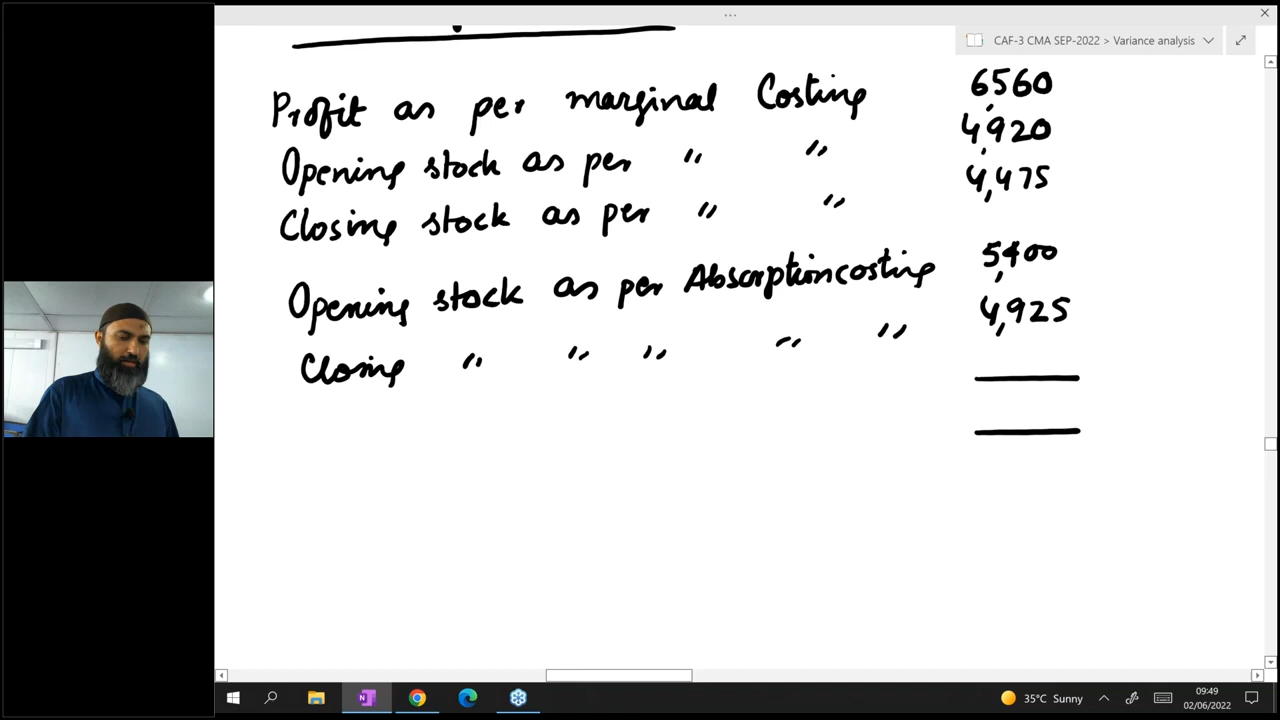 CAF-3 CMA SEP-2022 > Variance analysis
Profit as per marginal Costing 6560
Opening stock as per " " 4,920
Closing stock as per " " 4,475
Opening stock as per Absorption costing 5,400
Closing " " " " " 4,925
35°C Sunny
09:49
02/06/2022